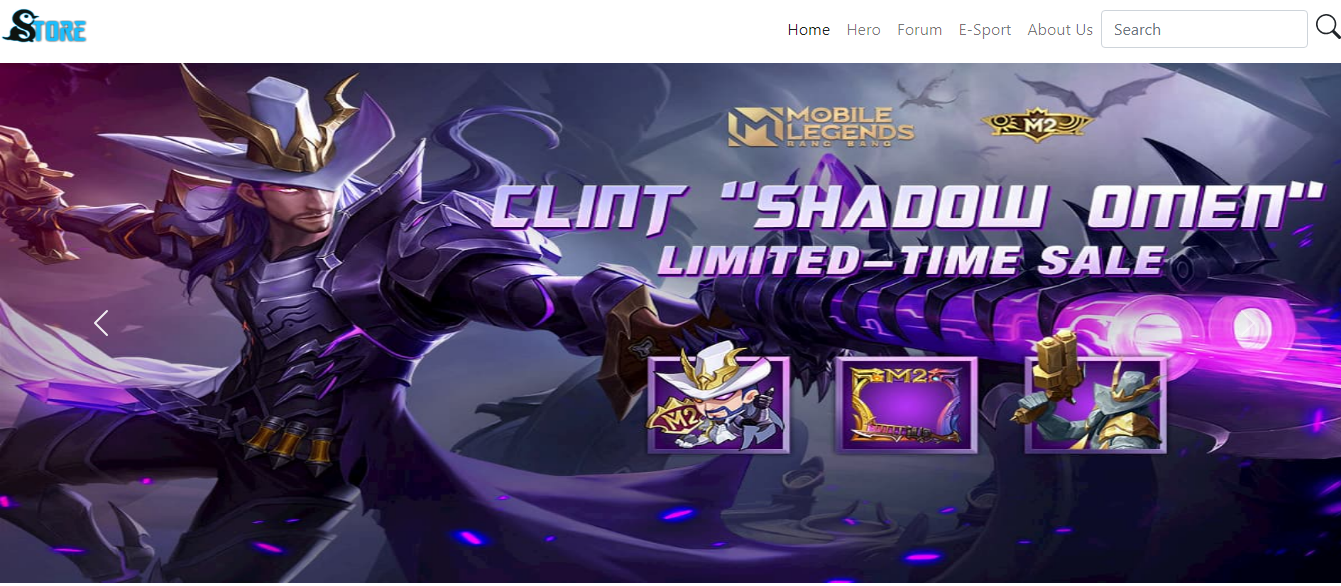 STORE
Home Hero Forum E-Sport About Us Search
MOBILE
LEGENDS
BANG BANG
M2
CLINT "SHADOW OMEN"
LIMITED-TIME SALE
M2
M2